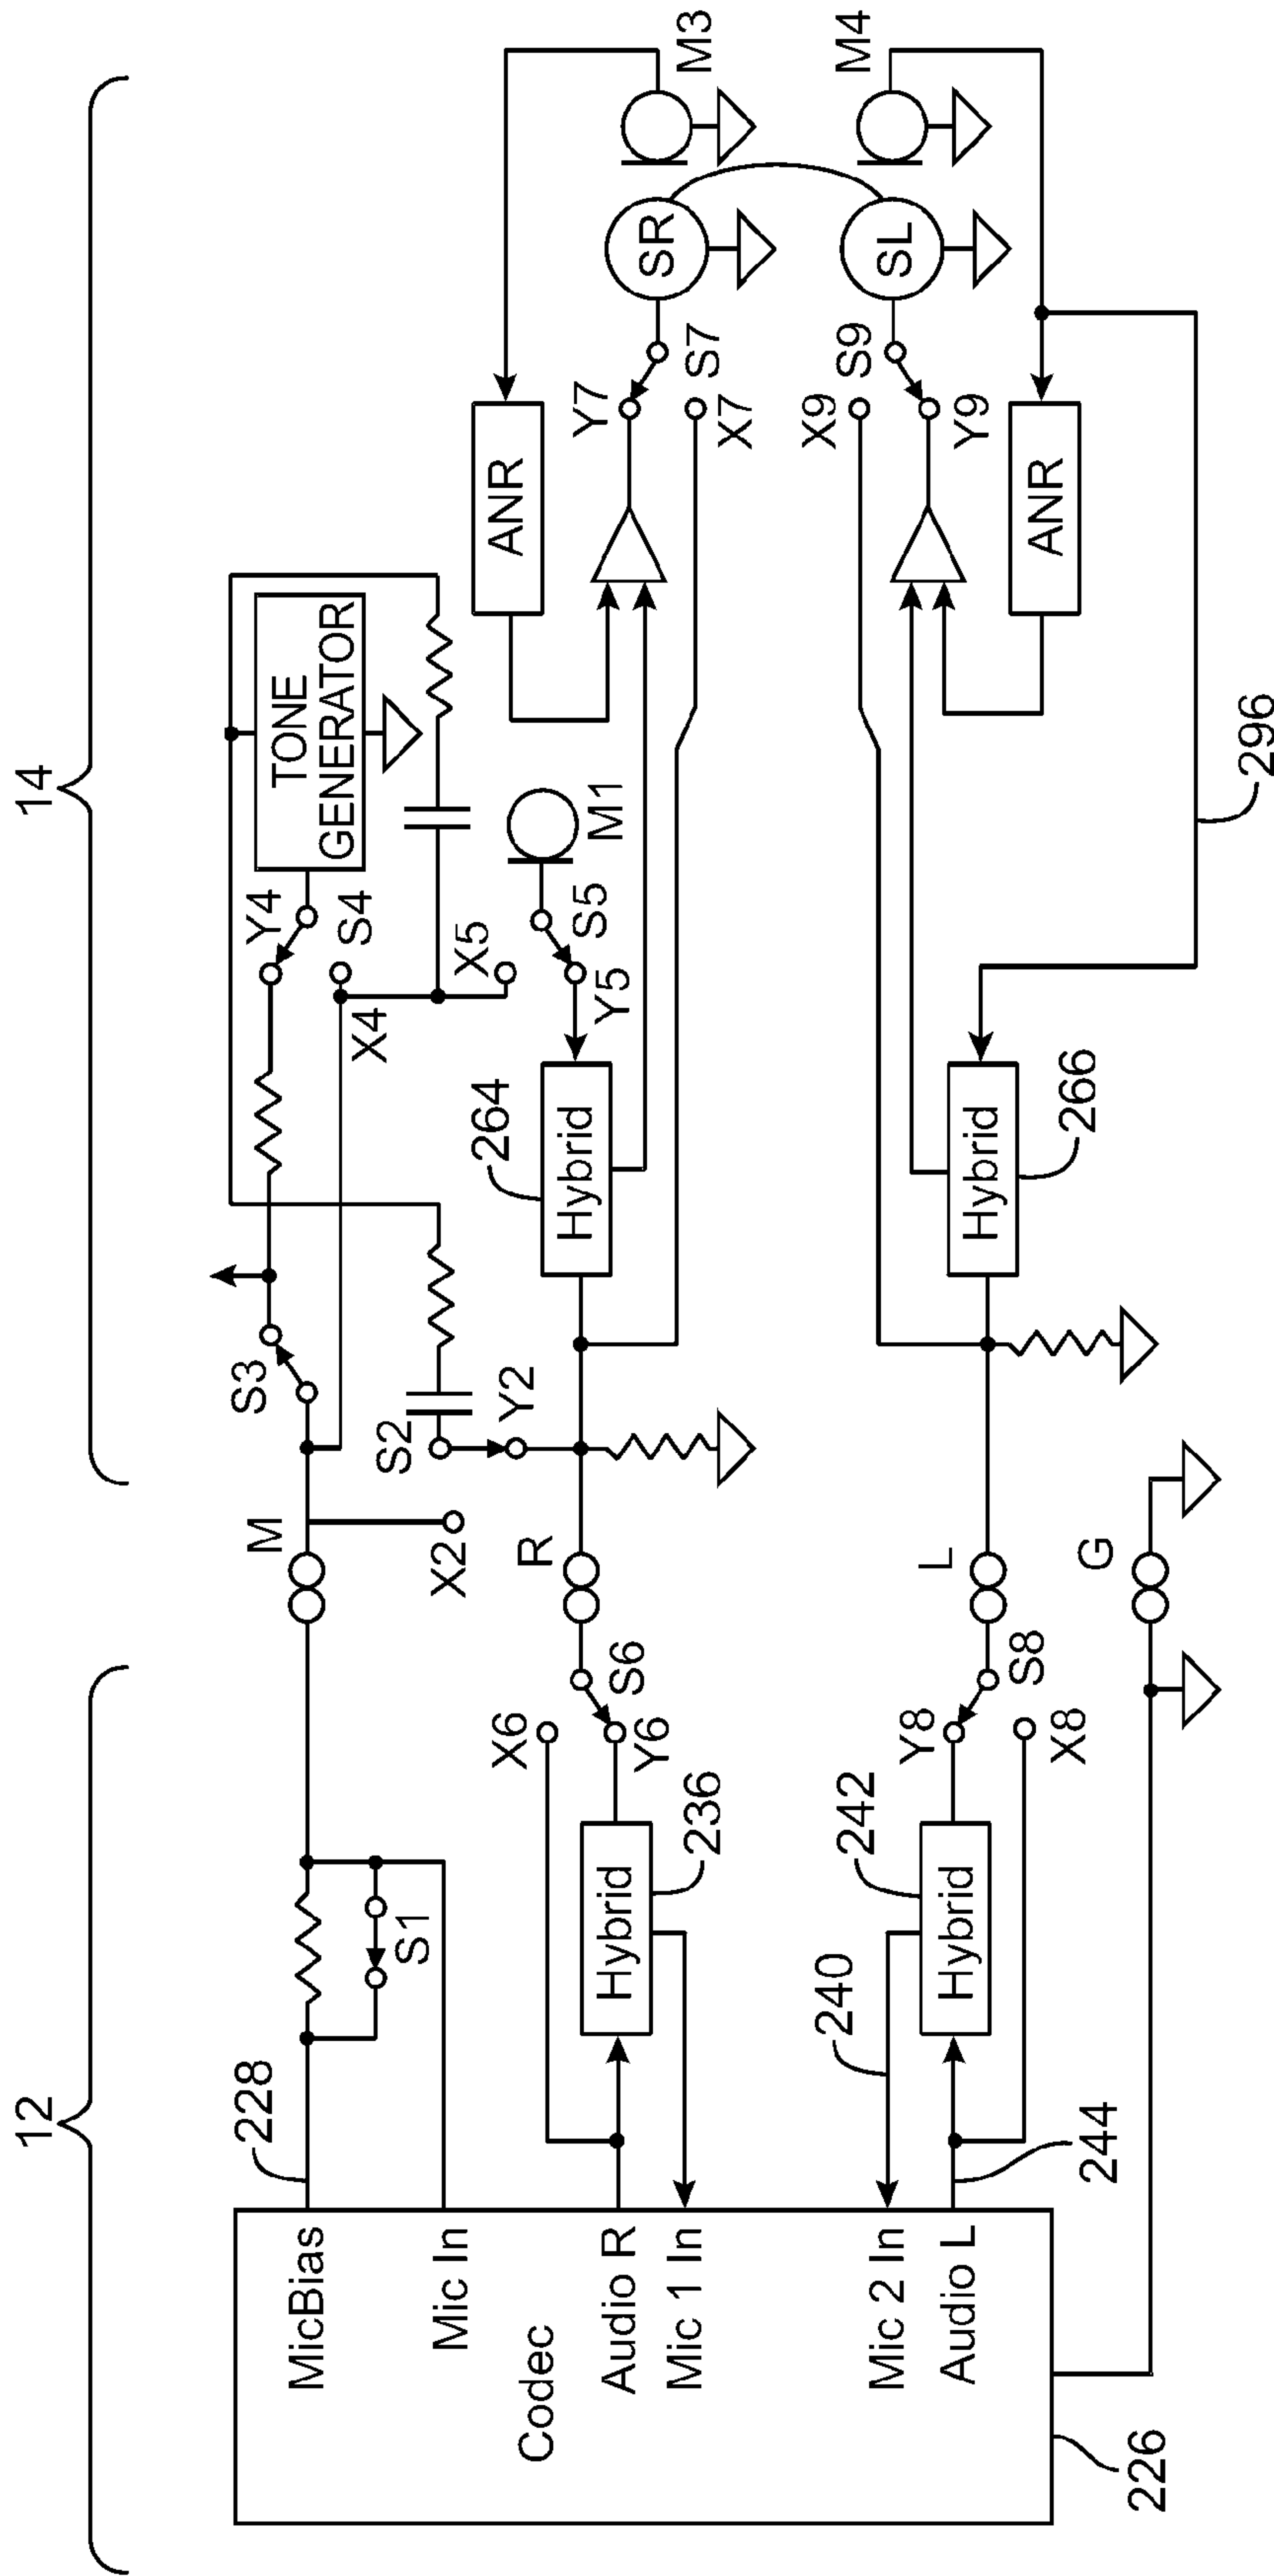 12
14
228
MicBias
Mic In
Codec
Audio R
Mic 1 In
Mic 2 In
Audio L
226
S1
M
X2
S3
S2
Y2
Y4
S4
X4
TONE
GENERATOR
X5
S5
Y5
M1
264
Hybrid
X6
S6
Y6
R
Hybrid
236
ANR
Y7
S7
X7
SR
M3
240
242
Hybrid
244
Y8
S8
X8
L
G
Hybrid
266
X9
S9
Y9
SL
M4
ANR
296